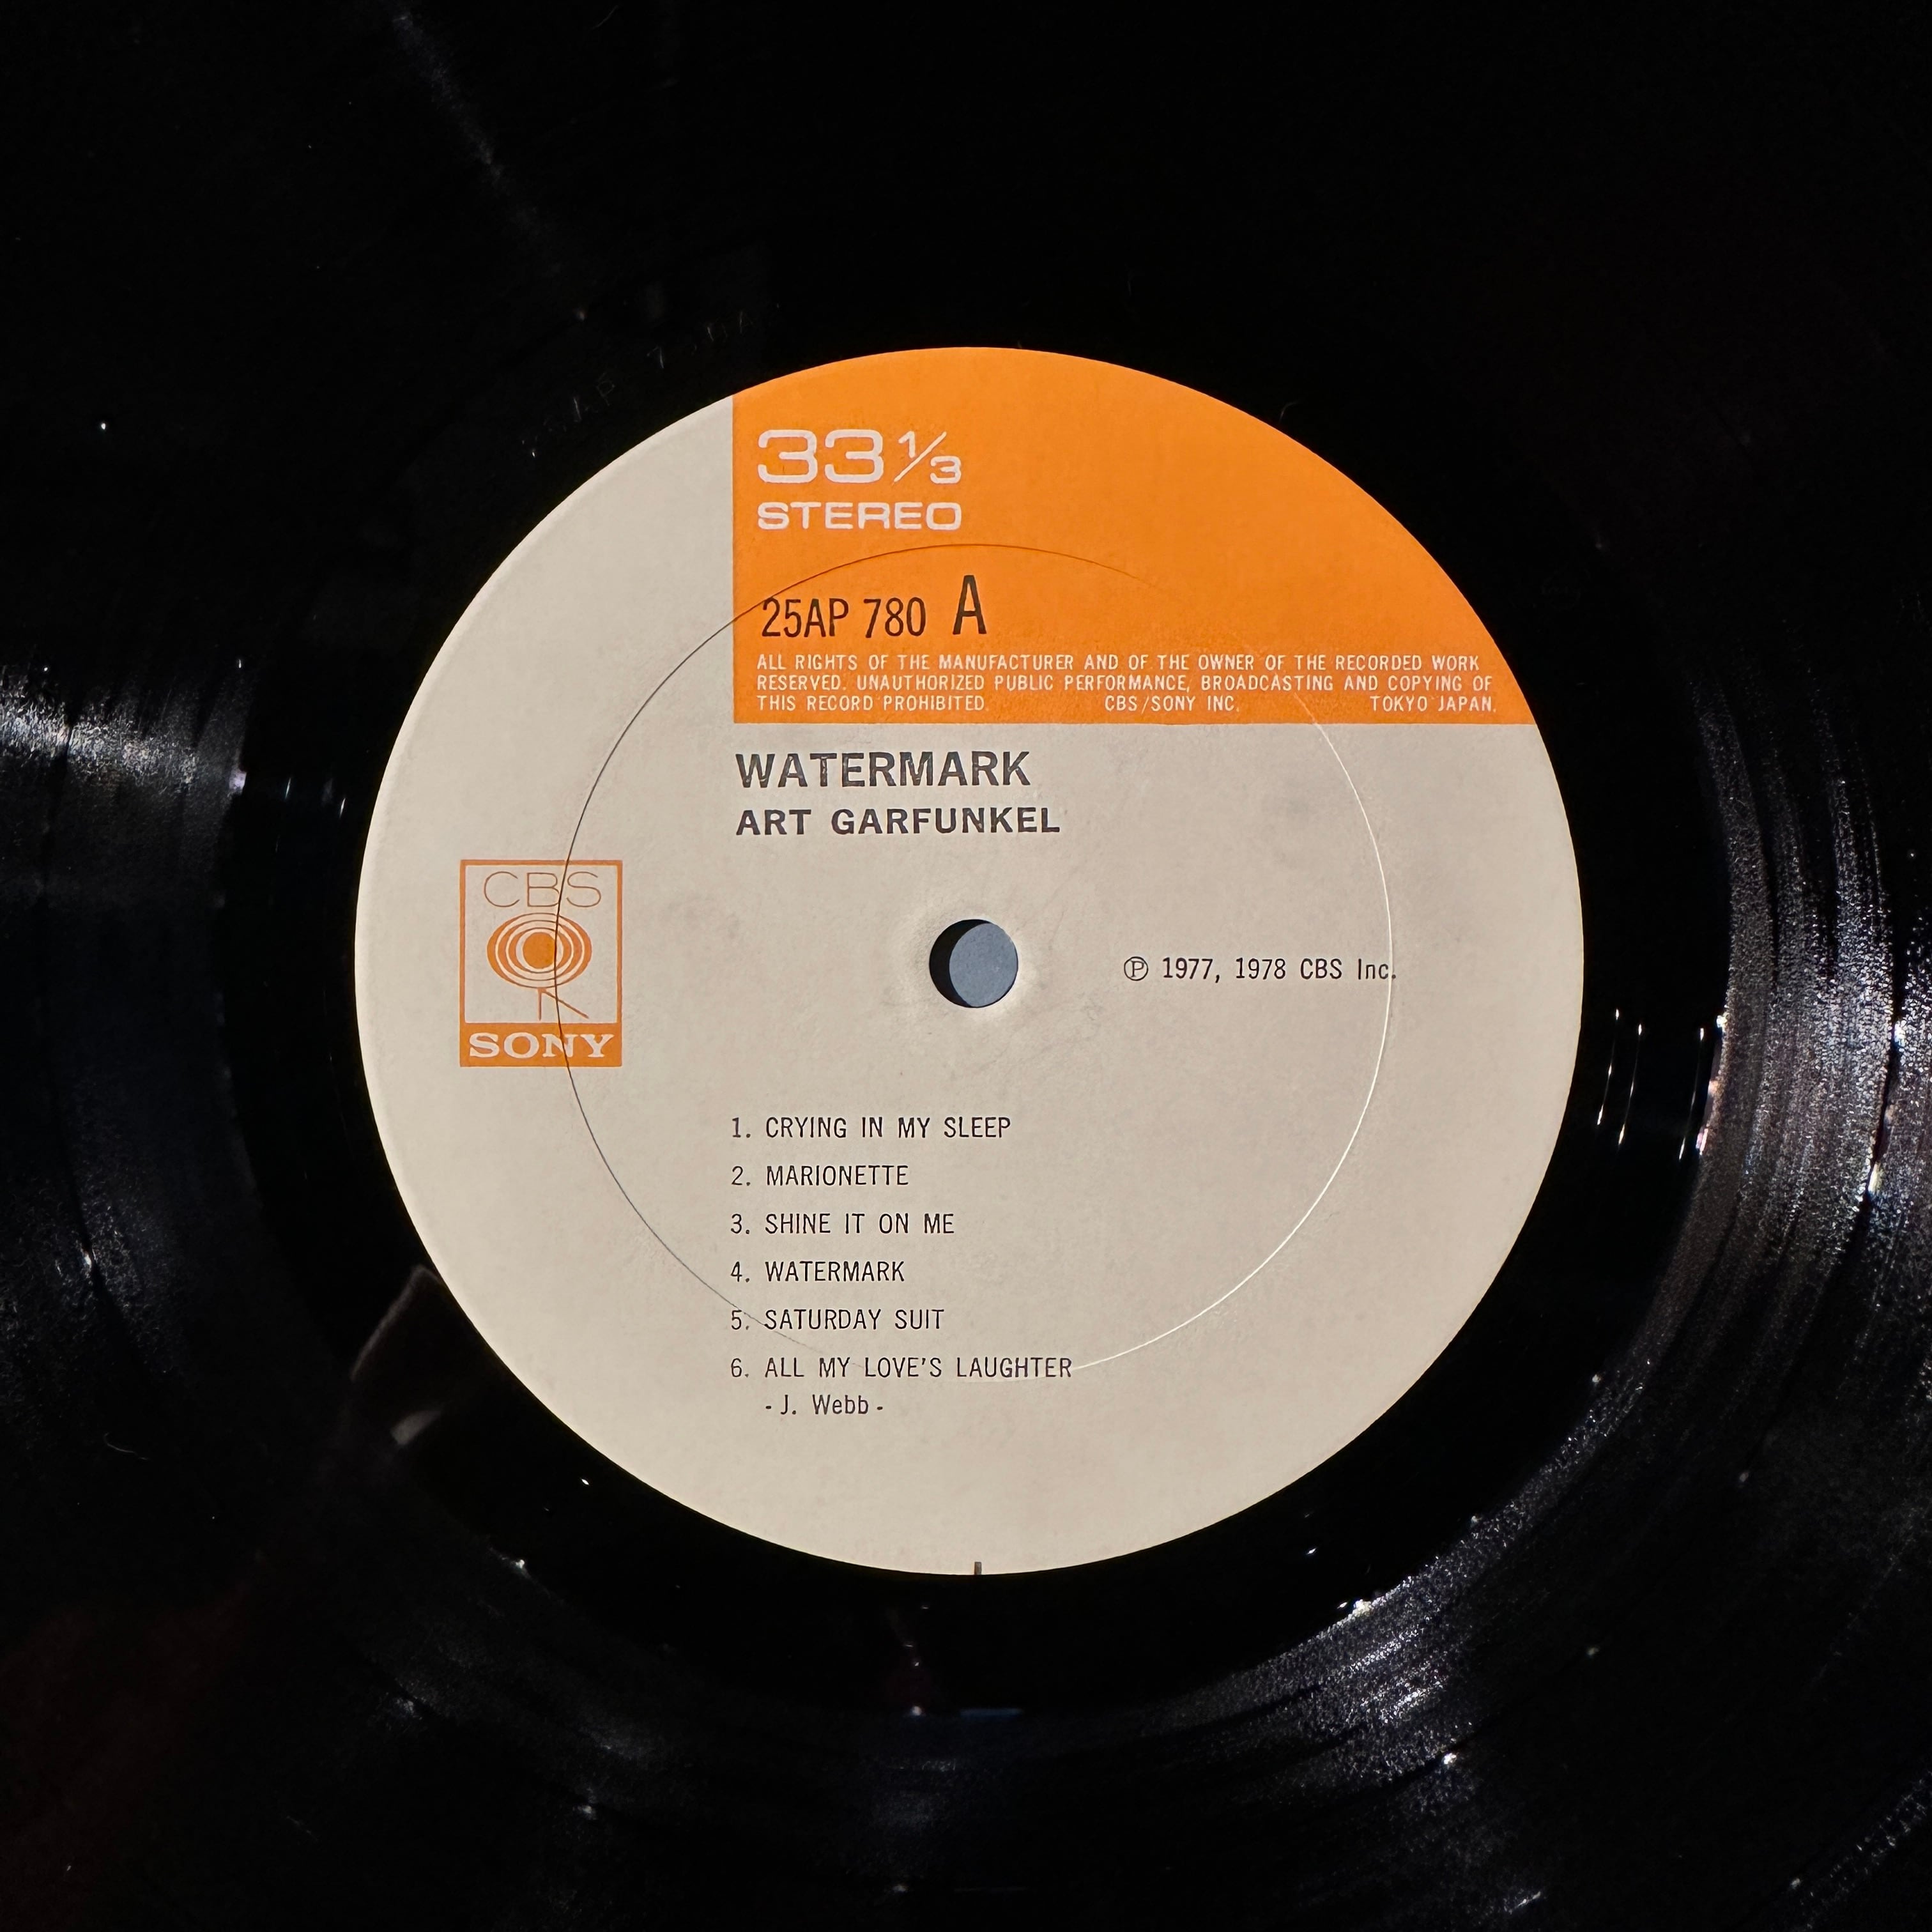 33 1/3
STEREO
25AP 780 A
ALL RIGHTS OF THE MANUFACTURER AND OF THE OWNER OF THE RECORDED WORK
RESERVED. UNAUTHORIZED PUBLIC PERFORMANCE, BROADCASTING AND COPYING OF
THIS RECORD PROHIBITED. CBS/SONY INC. TOKYO JAPAN.
WATERMARK
ART GARFUNKEL
CBS
SONY
Ⓟ 1977, 1978 CBS Inc.
1. CRYING IN MY SLEEP
2. MARIONETTE
3. SHINE IT ON ME
4. WATERMARK
5. SATURDAY SUIT
6. ALL MY LOVE'S LAUGHTER
- J. Webb -